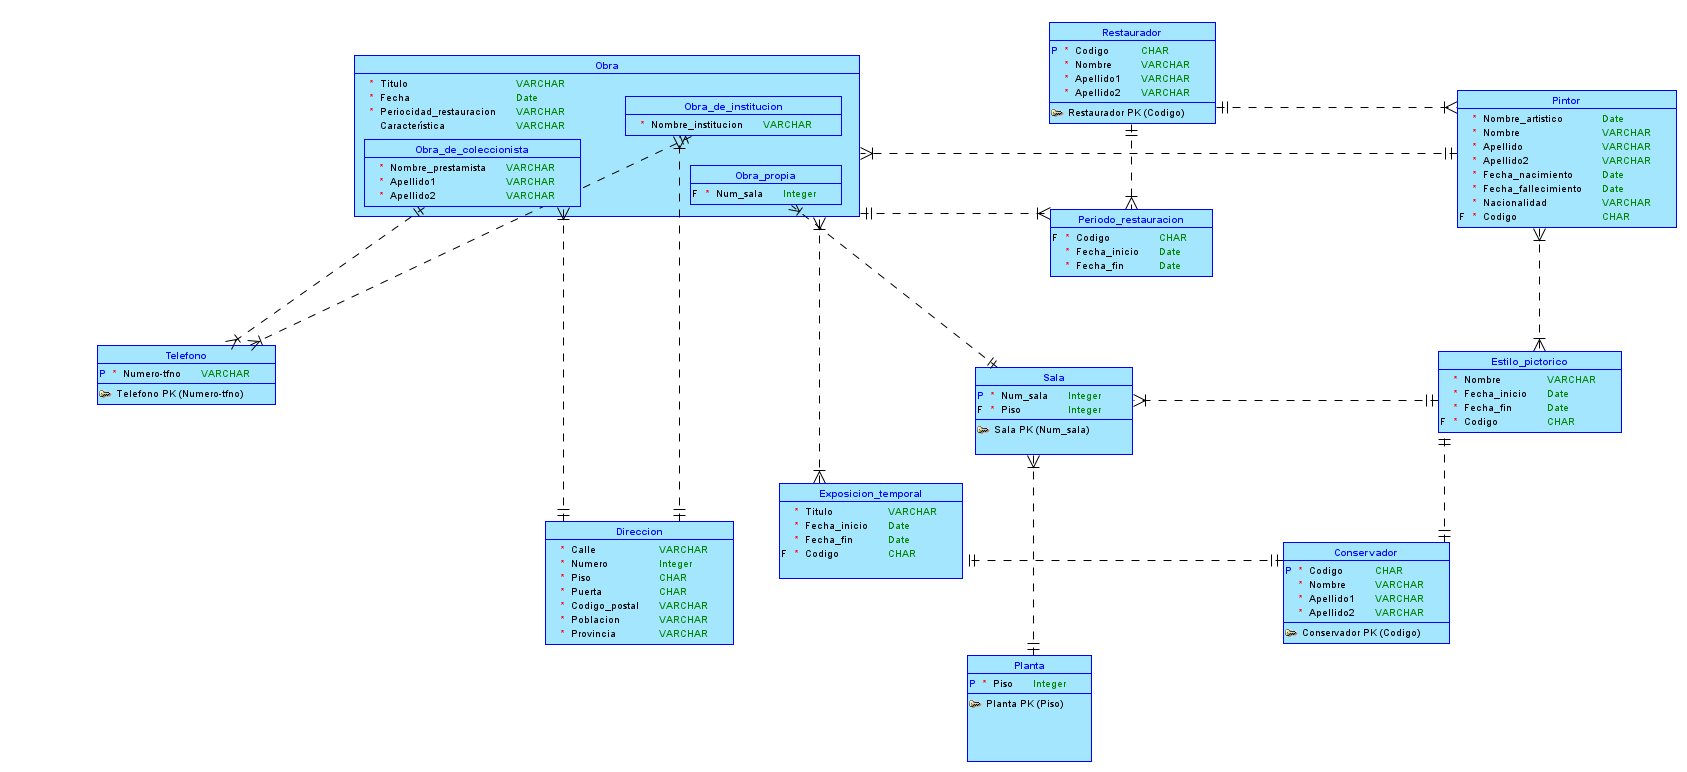 Obra
* Titulo VARCHAR
* Fecha Date
* Periocidad_restauracion VARCHAR
Característica VARCHAR
Obra_de_institucion
* Nombre_institucion VARCHAR
Obra_de_coleccionista
* Nombre_prestamista VARCHAR
* Apellido1 VARCHAR
* Apellido2 VARCHAR
Obra_propia
F * Num_sala Integer
Restaurador
P * Codigo CHAR
* Nombre VARCHAR
* Apellido1 VARCHAR
* Apellido2 VARCHAR
Restaurador PK (Codigo)
Pintor
* Nombre_artistico Date
* Nombre VARCHAR
* Apellido VARCHAR
* Apellido2 VARCHAR
* Fecha_nacimiento Date
* Fecha_fallecimiento Date
* Nacionalidad VARCHAR
F * Codigo CHAR
Periodo_restauracion
F * Codigo CHAR
* Fecha_inicio Date
* Fecha_fin Date
Telefono
P * Numero-tfno VARCHAR
Telefono PK (Numero-tfno)
Sala
P * Num_sala Integer
F * Piso Integer
Sala PK (Num_sala)
Estilo_pictorico
* Nombre VARCHAR
* Fecha_inicio Date
* Fecha_fin Date
F * Codigo CHAR
Exposicion_temporal
* Titulo VARCHAR
* Fecha_inicio Date
* Fecha_fin Date
F * Codigo CHAR
Direccion
* Calle VARCHAR
* Numero Integer
* Piso CHAR
* Puerta CHAR
* Codigo_postal VARCHAR
* Poblacion VARCHAR
* Provincia VARCHAR
Conservador
P * Codigo CHAR
* Nombre VARCHAR
* Apellido1 VARCHAR
* Apellido2 VARCHAR
Conservador PK (Codigo)
Planta
P * Piso Integer
Planta PK (Piso)